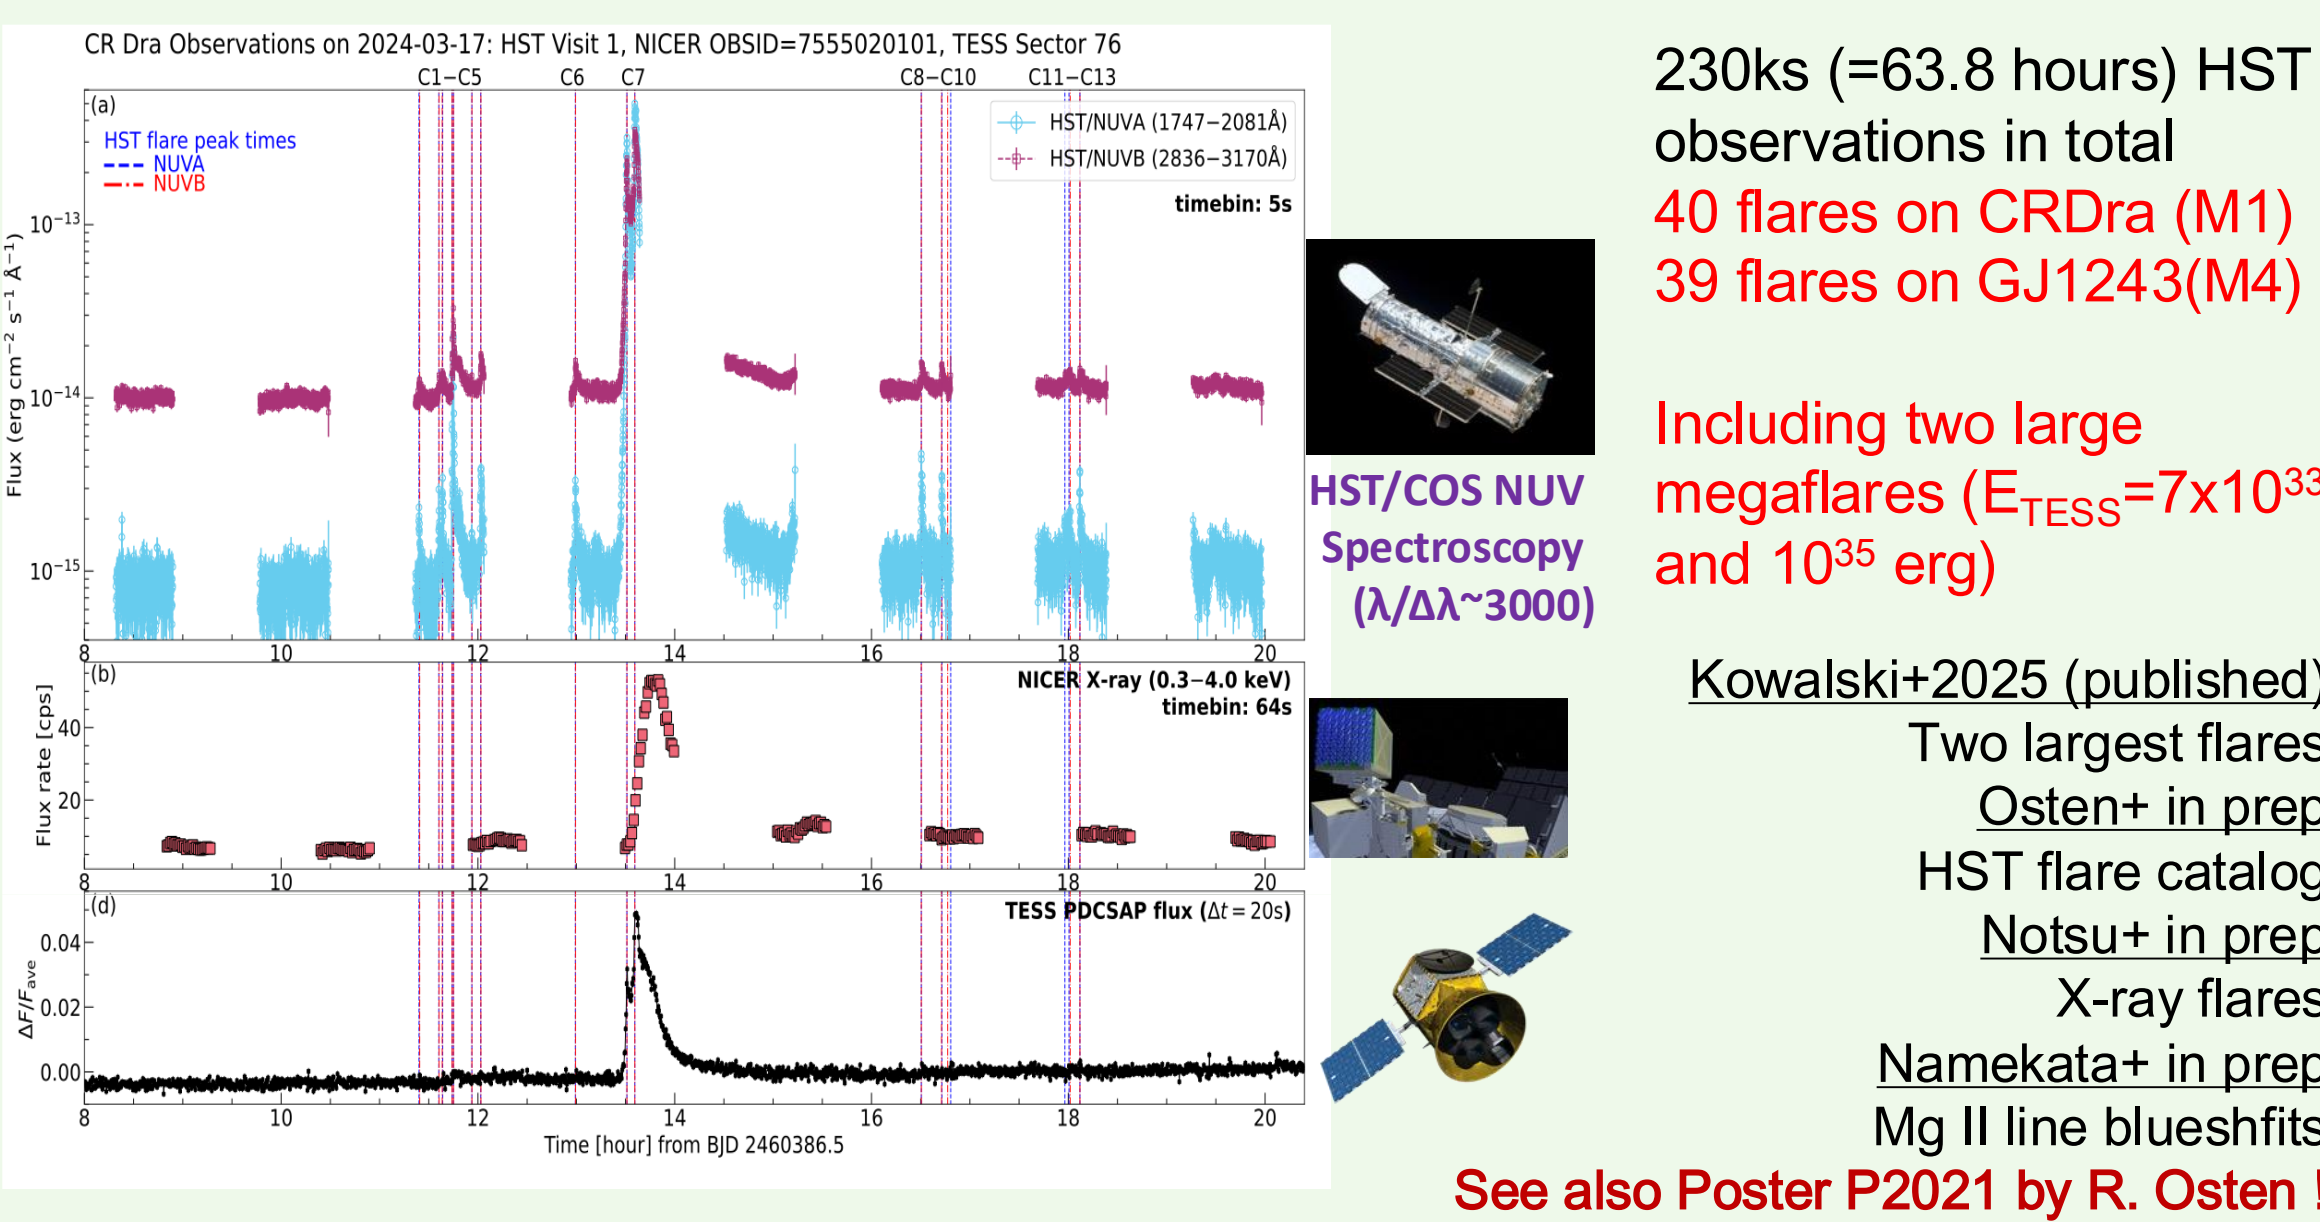 CR Dra Observations on 2024-03-17: HST Visit 1, NICER OBSID=7555020101, TESS Sector 76
C1−C5 C6 C7 C8−C10 C11−C13
(a)
HST flare peak times
NUVA
NUVB
HST/NUVA (1747−2081Å)
HST/NUVB (2836−3170Å)
timebin: 5s
Flux (erg cm⁻² s⁻¹ Å⁻¹)
10⁻¹³
10⁻¹⁴
10⁻¹⁵
8 10 12 14 16 18 20
(b)
NICER X-ray (0.3−4.0 keV)
timebin: 64s
Flux rate [cps]
40
20
8 10 12 14 16 18 20
(d)
TESS PDCSAP flux (Δt = 20s)
ΔF/Fave
0.04
0.02
0.00
8 10 12 14 16 18 20
Time [hour] from BJD 2460386.5
HST/COS NUV
Spectroscopy
(λ/Δλ~3000)
230ks (=63.8 hours) HST
observations in total
40 flares on CRDra (M1)
39 flares on GJ1243(M4)
Including two large
megaflares (E_TESS=7x10³³
and 10³⁵ erg)
Kowalski+2025 (published)
Two largest flares
Osten+ in prep
HST flare catalog
Notsu+ in prep
X-ray flares
Namekata+ in prep
Mg II line blueshfits
See also Poster P2021 by R. Osten !